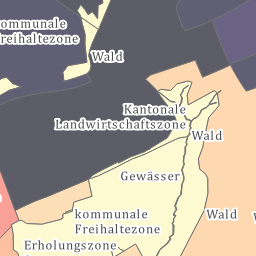 kommunale
Freihaltezone
Wald
Kantonale
Landwirtschaftszone
Wald
Gewässer
kommunale
Freihaltezone
Wald
Erholungszone